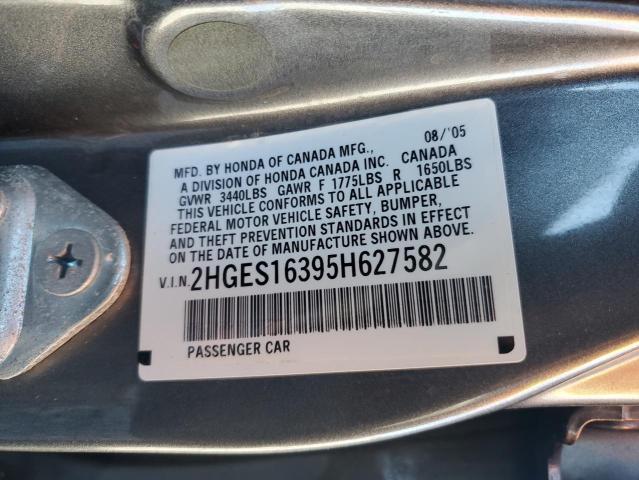 08/'05
MFD. BY HONDA OF CANADA MFG.,
A DIVISION OF HONDA CANADA INC. CANADA
GVWR 3440LBS GAWR F 1775LBS R 1650LBS
THIS VEHICLE CONFORMS TO ALL APPLICABLE
FEDERAL MOTOR VEHICLE SAFETY, BUMPER,
AND THEFT PREVENTION STANDARDS IN EFFECT
ON THE DATE OF MANUFACTURE SHOWN ABOVE.
V.I.N. 2HGES16395H627582
PASSENGER CAR